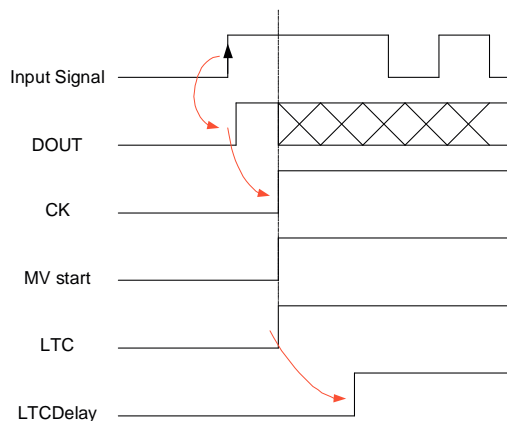 Input Signal
DOUT
CK
MV start
LTC
LTCDelay